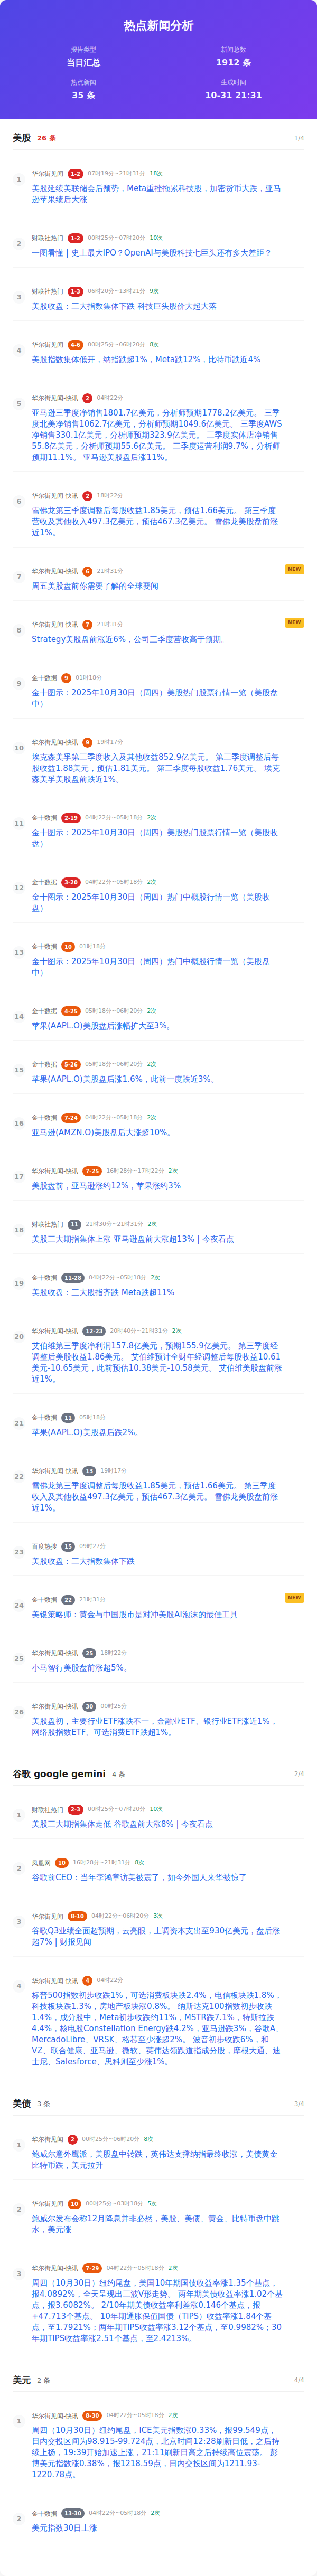 热点新闻分析
报告类型
当日汇总
新闻总数
1912 条
热点新闻
35 条
生成时间
10-31 21:31
美股 26 条 1/4
1
华尔街见闻 1-2 07时19分~21时31分 18次
美股延续美联储会后颓势，Meta重挫拖累科技股，加密货币大跌，亚马
逊苹果绩后大涨
2
财联社热门 1-2 00时25分~07时20分 10次
一图看懂 | 史上最大IPO？OpenAI与美股科技七巨头还有多大差距？
3
财联社热门 1-3 06时20分~13时21分 9次
美股收盘：三大指数集体下跌 科技巨头股价大起大落
4
华尔街见闻 4-6 00时25分~06时20分 8次
美股指数集体低开，纳指跌超1%，Meta跌12%，比特币跌近4%
5
华尔街见闻-快讯 2 04时22分
亚马逊三季度净销售1801.7亿美元，分析师预期1778.2亿美元。 三季
度北美净销售1062.7亿美元，分析师预期1049.6亿美元。 三季度AWS
净销售330.1亿美元，分析师预期323.9亿美元。 三季度实体店净销售
55.8亿美元，分析师预期55.6亿美元。 三季度运营利润9.7%，分析师
预期11.1%。 亚马逊美股盘后涨11%。
6
华尔街见闻-快讯 2 18时22分
雪佛龙第三季度调整后每股收益1.85美元，预估1.66美元。 第三季度
营收及其他收入497.3亿美元，预估467.3亿美元。 雪佛龙美股盘前涨
近1%。
7
华尔街见闻-快讯 6 21时31分 NEW
周五美股盘前你需要了解的全球要闻
8
华尔街见闻-快讯 7 21时31分 NEW
Strategy美股盘前涨近6%，公司三季度营收高于预期。
9
金十数据 9 01时18分
金十图示：2025年10月30日（周四）美股热门股票行情一览（美股盘
中）
10
华尔街见闻-快讯 9 19时17分
埃克森美孚第三季度收入及其他收益852.9亿美元。 第三季度调整后每
股收益1.88美元，预估1.81美元。 第三季度每股收益1.76美元。 埃克
森美孚美股盘前跌近1%。
11
金十数据 2-19 04时22分~05时18分 2次
金十图示：2025年10月30日（周四）美股热门股票行情一览（美股收
盘）
12
金十数据 3-20 04时22分~05时18分 2次
金十图示：2025年10月30日（周四）热门中概股行情一览（美股收
盘）
13
金十数据 10 01时18分
金十图示：2025年10月30日（周四）热门中概股行情一览（美股盘
中）
14
金十数据 4-25 05时18分~06时20分 2次
苹果(AAPL.O)美股盘后涨幅扩大至3%。
15
金十数据 5-26 05时18分~06时20分 2次
苹果(AAPL.O)美股盘后涨1.6%，此前一度跌近3%。
16
金十数据 7-24 04时22分~05时18分 2次
亚马逊(AMZN.O)美股盘后大涨超10%。
17
华尔街见闻-快讯 7-25 16时28分~17时22分 2次
美股盘前，亚马逊涨约12%，苹果涨约3%
18
财联社热门 11 21时30分~21时31分 2次
美股三大期指集体上涨 亚马逊盘前大涨超13% | 今夜看点
19
金十数据 11-28 04时22分~05时18分 2次
美股收盘：三大股指齐跌 Meta跌超11%
20
华尔街见闻-快讯 12-23 20时40分~21时31分 2次
艾伯维第三季度净利润157.8亿美元，预期155.9亿美元。 第三季度经
调整后美股收益1.86美元。 艾伯维预计全财年经调整后每股收益10.61
美元-10.65美元，此前预估10.38美元-10.58美元。 艾伯维美股盘前涨
近1%。
21
金十数据 11 05时18分
苹果(AAPL.O)美股盘后跌2%。
22
华尔街见闻-快讯 13 19时17分
雪佛龙第三季度调整后每股收益1.85美元，预估1.66美元。 第三季度
收入及其他收益497.3亿美元，预估467.3亿美元。 雪佛龙美股盘前涨
近1%。
23
百度热搜 15 09时27分
美股收盘：三大指数集体下跌
24
金十数据 22 21时31分 NEW
美银策略师：黄金与中国股市是对冲美股AI泡沫的最佳工具
25
华尔街见闻-快讯 25 18时22分
小马智行美股盘前涨超5%。
26
华尔街见闻-快讯 30 00时25分
美股盘初，主要行业ETF涨跌不一，金融业ETF、银行业ETF涨近1%，
网络股指数ETF、可选消费ETF跌超1%。
谷歌 google gemini 4 条 2/4
1
财联社热门 2-3 00时25分~07时20分 10次
美股三大期指集体走低 谷歌盘前大涨8% | 今夜看点
2
凤凰网 10 16时28分~21时31分 8次
谷歌前CEO：当年李鸿章访美被震了，如今外国人来华被惊了
3
华尔街见闻 8-10 04时22分~06时20分 3次
谷歌Q3业绩全面超预期，云亮眼，上调资本支出至930亿美元，盘后涨
超7% | 财报见闻
4
华尔街见闻-快讯 4 04时22分
标普500指数初步收跌1%，可选消费板块跌2.4%，电信板块跌1.8%，
科技板块跌1.3%，房地产板块涨0.8%。 纳斯达克100指数初步收跌
1.4%，成分股中，Meta初步收跌约11%，MSTR跌7.1%，特斯拉跌
4.4%，核电股Constellation Energy跌4.2%，亚马逊跌3%，谷歌A、
MercadoLibre、VRSK、格芯至少涨超2%。 波音初步收跌6%，和
VZ、联合健康、亚马逊、微软、英伟达领跌道指成分股，摩根大通、迪
士尼、Salesforce、思科则至少涨1%。
美债 3 条 3/4
1
华尔街见闻 2 00时25分~06时20分 8次
鲍威尔意外鹰派，美股盘中转跌，英伟达支撑纳指最终收涨，美债黄金
比特币跌，美元拉升
2
华尔街见闻 10 00时25分~03时18分 5次
鲍威尔发布会称12月降息并非必然，美股、美债、黄金、比特币盘中跳
水，美元涨
3
华尔街见闻-快讯 7-29 04时22分~05时18分 2次
周四（10月30日）纽约尾盘，美国10年期国债收益率涨1.35个基点，
报4.0892%，全天呈现出三波V形走势。 两年期美债收益率涨1.02个基
点，报3.6082%。 2/10年期美债收益率利差涨0.146个基点，报
+47.713个基点。 10年期通胀保值国债（TIPS）收益率涨1.84个基
点，至1.7921%；两年期TIPS收益率涨3.12个基点，至0.9982%；30
年期TIPS收益率涨2.51个基点，至2.4213%。
美元 2 条 4/4
1
华尔街见闻-快讯 8-30 04时22分~05时18分 2次
周四（10月30日）纽约尾盘，ICE美元指数涨0.33%，报99.549点，
日内交投区间为98.915-99.724点，北京时间12:28刷新日低，之后持
续上扬，19:39开始加速上涨，21:11刷新日高之后持续高位震荡。 彭
博美元指数涨0.38%，报1218.59点，日内交投区间为1211.93-
1220.78点。
2
金十数据 13-30 04时22分~05时18分 2次
美元指数30日上涨